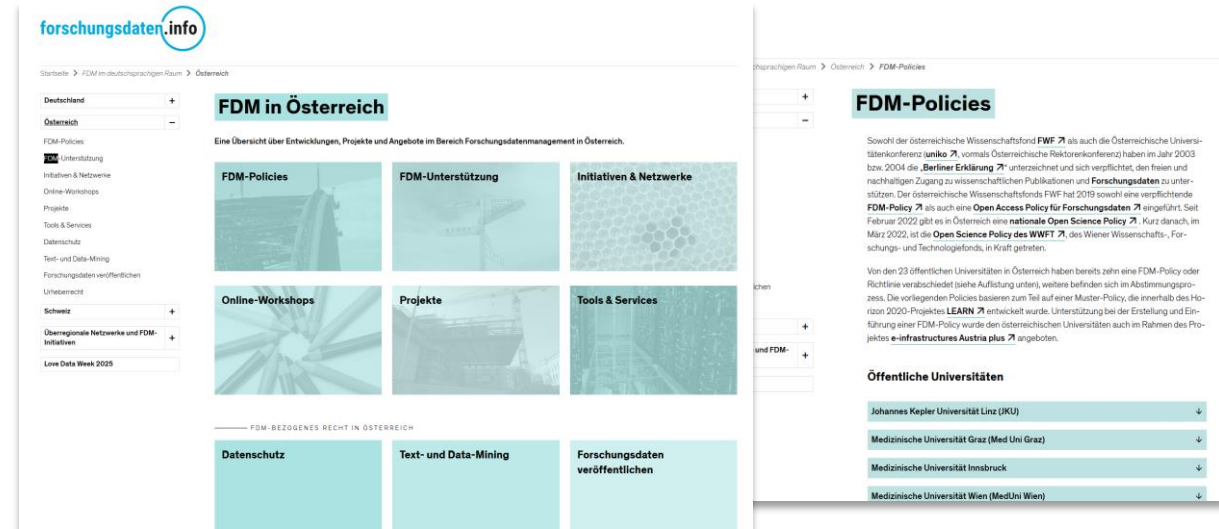 forschungsdaten.info
Startseite > FDM im deutschsprachigen Raum > Österreich
Deutschland +
Österreich –
FDM-Policies
FDM-Unterstützung
Initiativen & Netzwerke
Online-Workshops
Projekte
Tools & Services
Datenschutz
Text- und Data-Mining
Forschungsdaten veröffentlichen
Urheberrecht
Schweiz +
Überregionale Netzwerke und FDM-
Initiativen +
Love Data Week 2025
FDM in Österreich
Eine Übersicht über Entwicklungen, Projekte und Angebote im Bereich Forschungsdatenmanagement in Österreich.
FDM-Policies
FDM-Unterstützung
Initiativen & Netzwerke
Online-Workshops
Projekte
Tools & Services
FDM-BEZOGENES RECHT IN ÖSTERREICH
Datenschutz
Text- und Data-Mining
Forschungsdaten
veröffentlichen
hsprachigen Raum > Österreich > FDM-Policies
+
–
ichen
+
und FDM-
+
FDM-Policies
Sowohl der österreichische Wissenschaftsfond FWF ↗ als auch die Österreichische Universi-
tätenkonferenz (uniko ↗, vormals Österreichische Rektorenkonferenz) haben im Jahr 2003
bzw. 2004 die „Berliner Erklärung ↗“ unterzeichnet und sich verpflichtet, den freien und
nachhaltigen Zugang zu wissenschaftlichen Publikationen und Forschungsdaten zu unter-
stützen. Der österreichische Wissenschaftsfonds FWF hat 2019 sowohl eine verpflichtende
FDM-Policy ↗ als auch eine Open Access Policy für Forschungsdaten ↗ eingeführt. Seit
Februar 2022 gibt es in Österreich eine nationale Open Science Policy ↗ . Kurz danach, im
März 2022, ist die Open Science Policy des WWFT ↗, des Wiener Wissenschafts-, For-
schungs- und Technologiefonds, in Kraft getreten.
Von den 23 öffentlichen Universitäten in Österreich haben bereits zehn eine FDM-Policy oder
Richtlinie verabschiedet (siehe Auflistung unten), weitere befinden sich im Abstimmungspro-
zess. Die vorliegenden Policies basieren zum Teil auf einer Muster-Policy, die innerhalb des Ho-
rizon 2020-Projektes LEARN ↗ entwickelt wurde. Unterstützung bei der Erstellung und Ein-
führung einer FDM-Policy wurde den österreichischen Universitäten auch im Rahmen des Pro-
jektes e-infrastructures Austria plus ↗ angeboten.
Öffentliche Universitäten
Johannes Kepler Universität Linz (JKU) ↓
Medizinische Universität Graz (Med Uni Graz) ↓
Medizinische Universität Innsbruck ↓
Medizinische Universität Wien (MedUni Wien) ↓